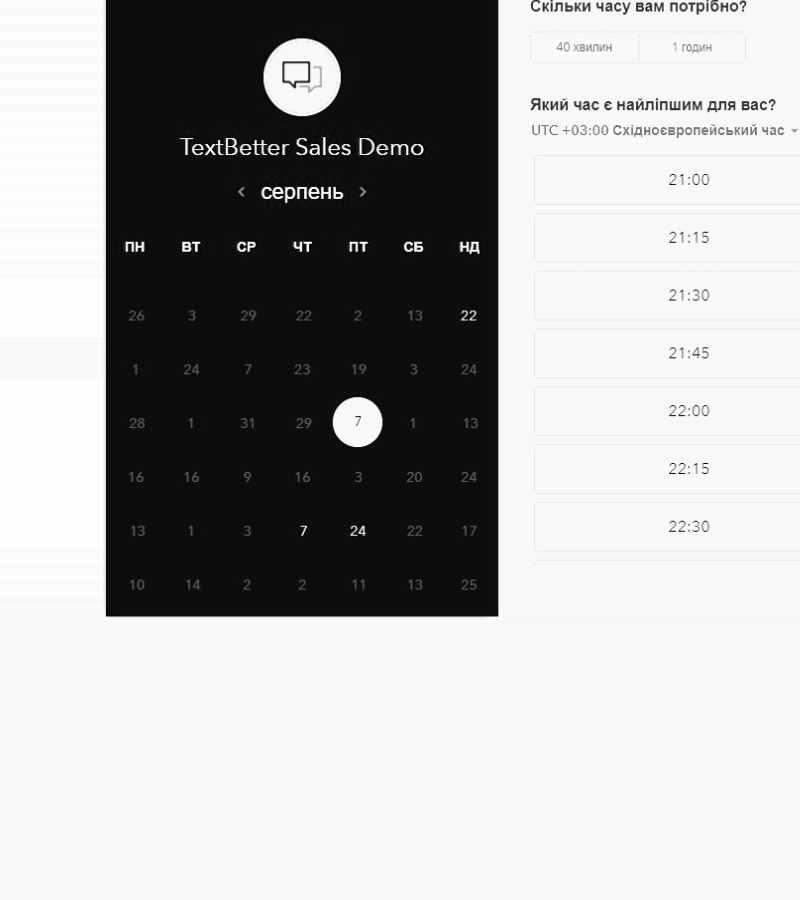 TextBetter Sales Demo
серпень
ПН ВТ СР ЧТ ПТ СБ НД
26 3 29 22 2 13 22
1 24 7 23 19 3 24
28 1 31 29 7 1 13
16 16 9 16 3 20 24
13 1 3 7 24 22 17
10 14 2 2 11 13 25
Скільки часу вам потрібно?
40 хвилин 1 годин
Який час є найліпшим для вас?
UTC +03:00 Східноєвропейський час
21:00
21:15
21:30
21:45
22:00
22:15
22:30